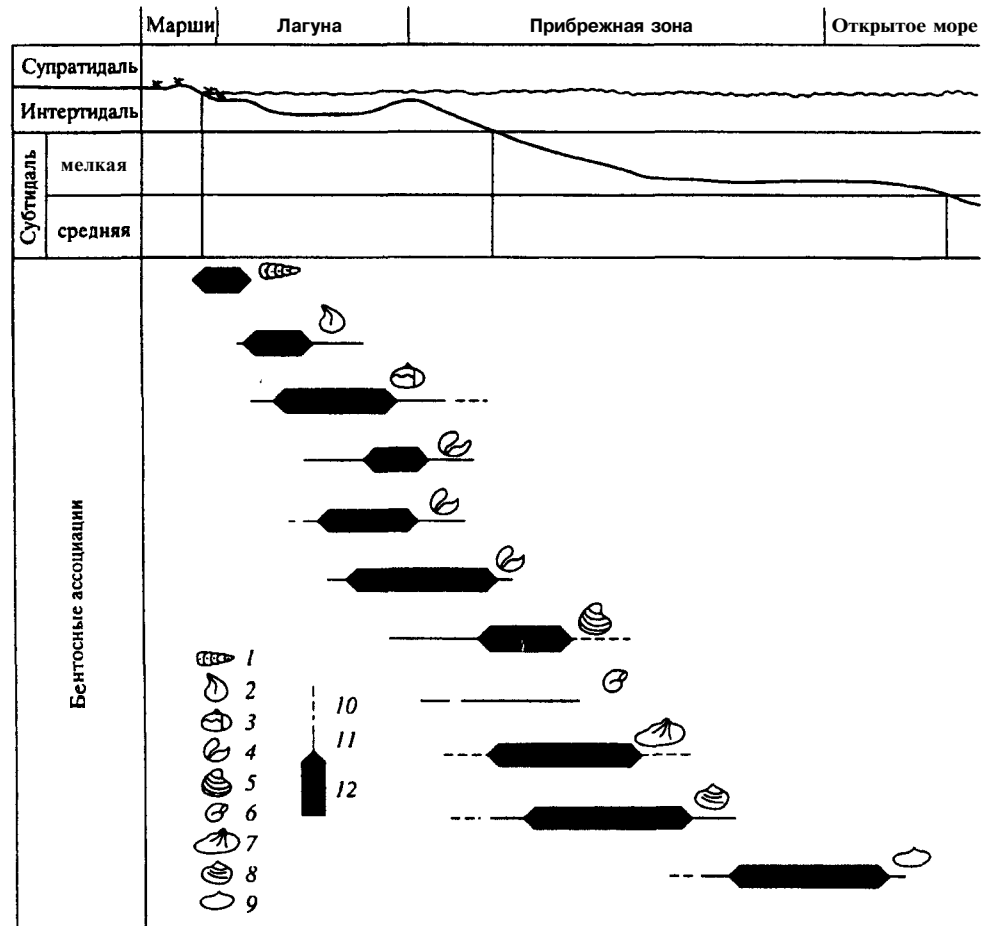 Марши Лагуна Прибрежная зона Открытое море
Супратидаль
Интертидаль
Субтидаль
мелкая
средняя
Бентосные ассоциации
1
2
3
4
5
6
7
8
9
10
11
12